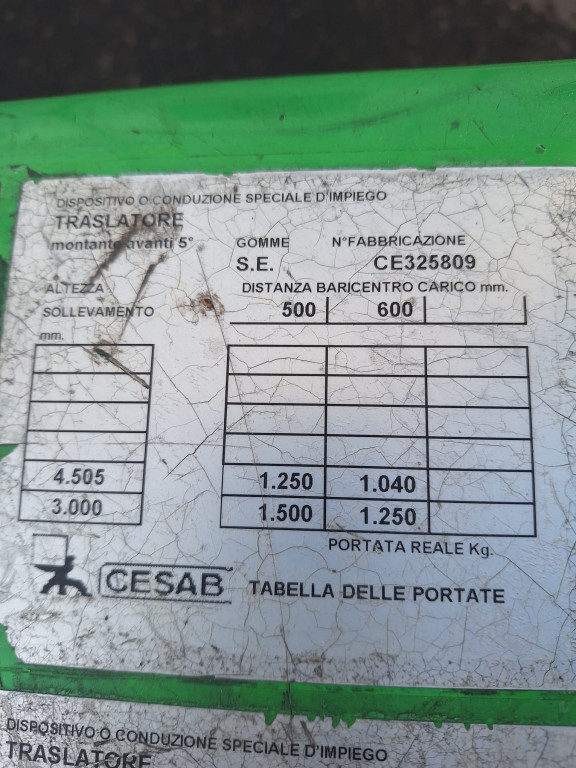 DISPOSITIVO O CONDUZIONE SPECIALE D'IMPIEGO
TRASLATORE
montante avanti 5°
GOMME N°FABBRICAZIONE
S.E. CE325809
ALTEZZA
SOLLEVAMENTO
mm.
DISTANZA BARICENTRO CARICO mm.
500 600
4.505 1.250 1.040
3.000 1.500 1.250
PORTATA REALE Kg.
CESAB TABELLA DELLE PORTATE
DISPOSITIVO O CONDUZIONE SPECIALE D'IMPIEGO
TRASLATORE